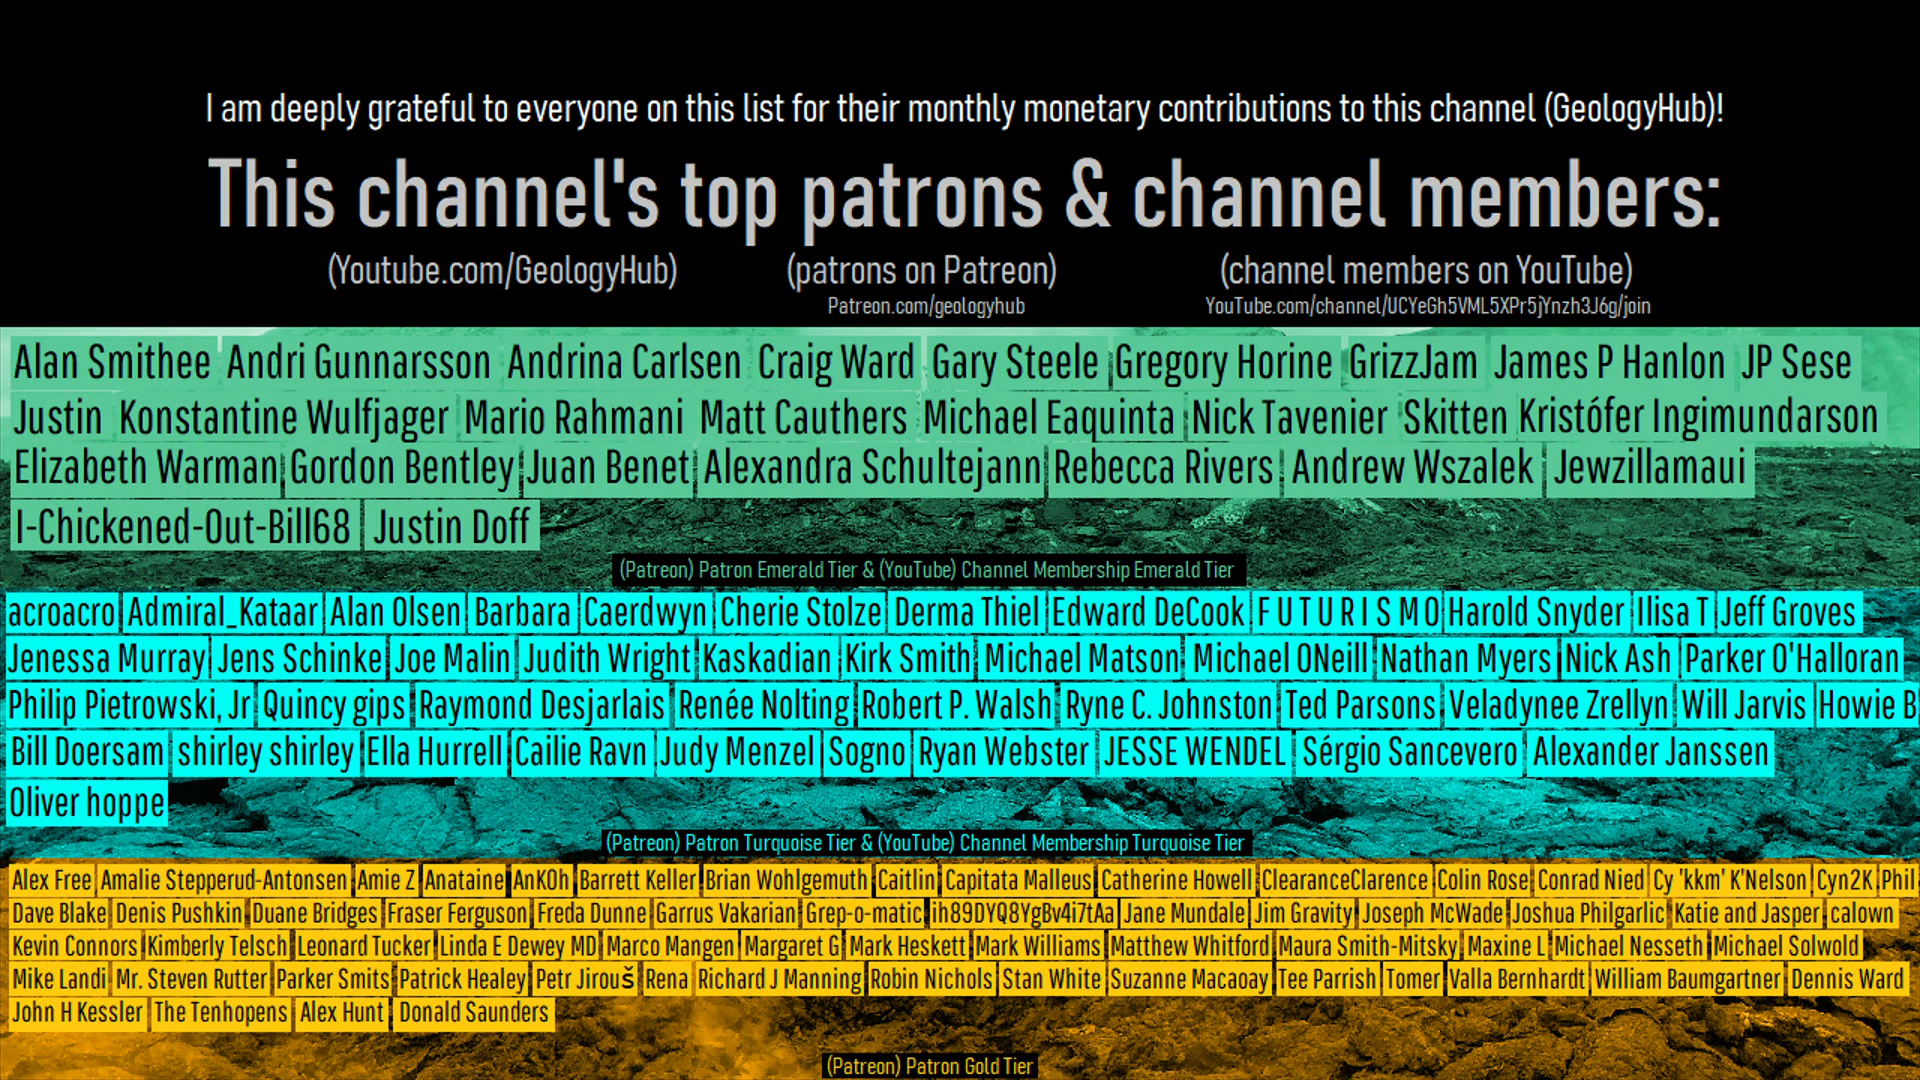 I am deeply grateful to everyone on this list for their monthly monetary contributions to this channel (GeologyHub)!
This channel's top patrons & channel members:
(Youtube.com/GeologyHub) (patrons on Patreon) (channel members on YouTube)
Patreon.com/geologyhub YouTube.com/channel/UCYeGh5VML5XPr5jYnzh3J6g/join
Alan Smithee Andri Gunnarsson Andrina Carlsen Craig Ward Gary Steele Gregory Horine GrizzJam James P Hanlon JP Sese
Justin Konstantine Wulfjager Mario Rahmani Matt Cauthers Michael Eaquinta Nick Tavenier Skitten Kristófer Ingimundarson
Elizabeth Warman Gordon Bentley Juan Benet Alexandra Schultejann Rebecca Rivers Andrew Wszalek Jewzillamaui
I-Chickened-Out-Bill68 Justin Doff
(Patreon) Patron Emerald Tier & (YouTube) Channel Membership Emerald Tier
acroacro Admiral_Kataar Alan Olsen Barbara Caerdwyn Cherie Stolze Derma Thiel Edward DeCook F U T U R I S M O Harold Snyder Ilisa T Jeff Groves
Jenessa Murray Jens Schinke Joe Malin Judith Wright Kaskadian Kirk Smith Michael Matson Michael ONeill Nathan Myers Nick Ash Parker O'Halloran
Philip Pietrowski, Jr Quincy gips Raymond Desjarlais Renée Nolting Robert P. Walsh Ryne C. Johnston Ted Parsons Veladynee Zrellyn Will Jarvis Howie B
Bill Doersam shirley shirley Ella Hurrell Cailie Ravn Judy Menzel Sogno Ryan Webster JESSE WENDEL Sérgio Sancevero Alexander Janssen
Oliver hoppe
(Patreon) Patron Turquoise Tier & (YouTube) Channel Membership Turquoise Tier
Alex Free Amalie Stepperud-Antonsen Amie Z Anataine AnKOh Barrett Keller Brian Wohlgemuth Caitlin Capitata Malleus Catherine Howell ClearanceClarence Colin Rose Conrad Nied Cy 'kkm' K'Nelson Cyn2K Phil
Dave Blake Denis Pushkin Duane Bridges Fraser Ferguson Freda Dunne Garrus Vakarian Grep-o-matic ih89DYQ8YgBv4i7tAa Jane Mundale Jim Gravity Joseph McWade Joshua Philgarlic Katie and Jasper calown
Kevin Connors Kimberly Telsch Leonard Tucker Linda E Dewey MD Marco Mangen Margaret G Mark Heskett Mark Williams Matthew Whitford Maura Smith-Mitsky Maxine L Michael Nesseth Michael Solwold
Mike Landi Mr. Steven Rutter Parker Smits Patrick Healey Petr Jirouš Rena Richard J Manning Robin Nichols Stan White Suzanne Macaoay Tee Parrish Tomer Valla Bernhardt William Baumgartner Dennis Ward
John H Kessler The Tenhopens Alex Hunt Donald Saunders
(Patreon) Patron Gold Tier